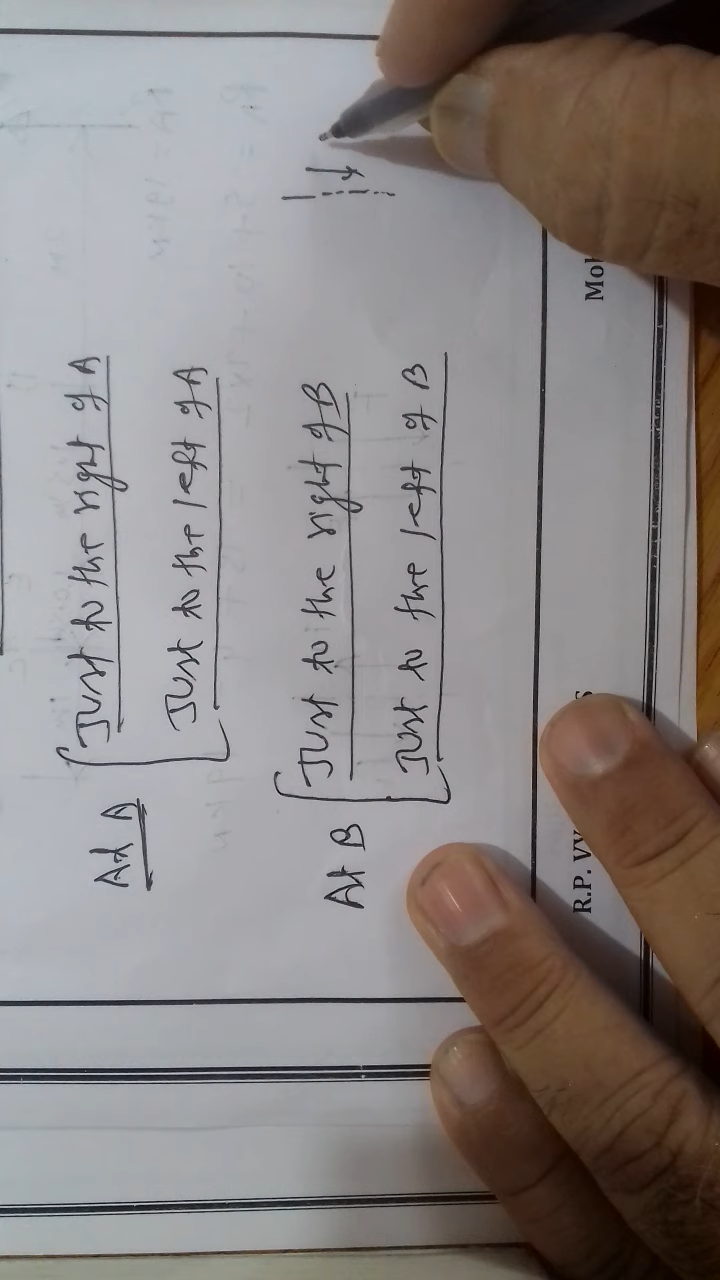 At A
Just to the right of A
Just to the left of A
At B
Just to the right of B
Just to the left of B
R.P.